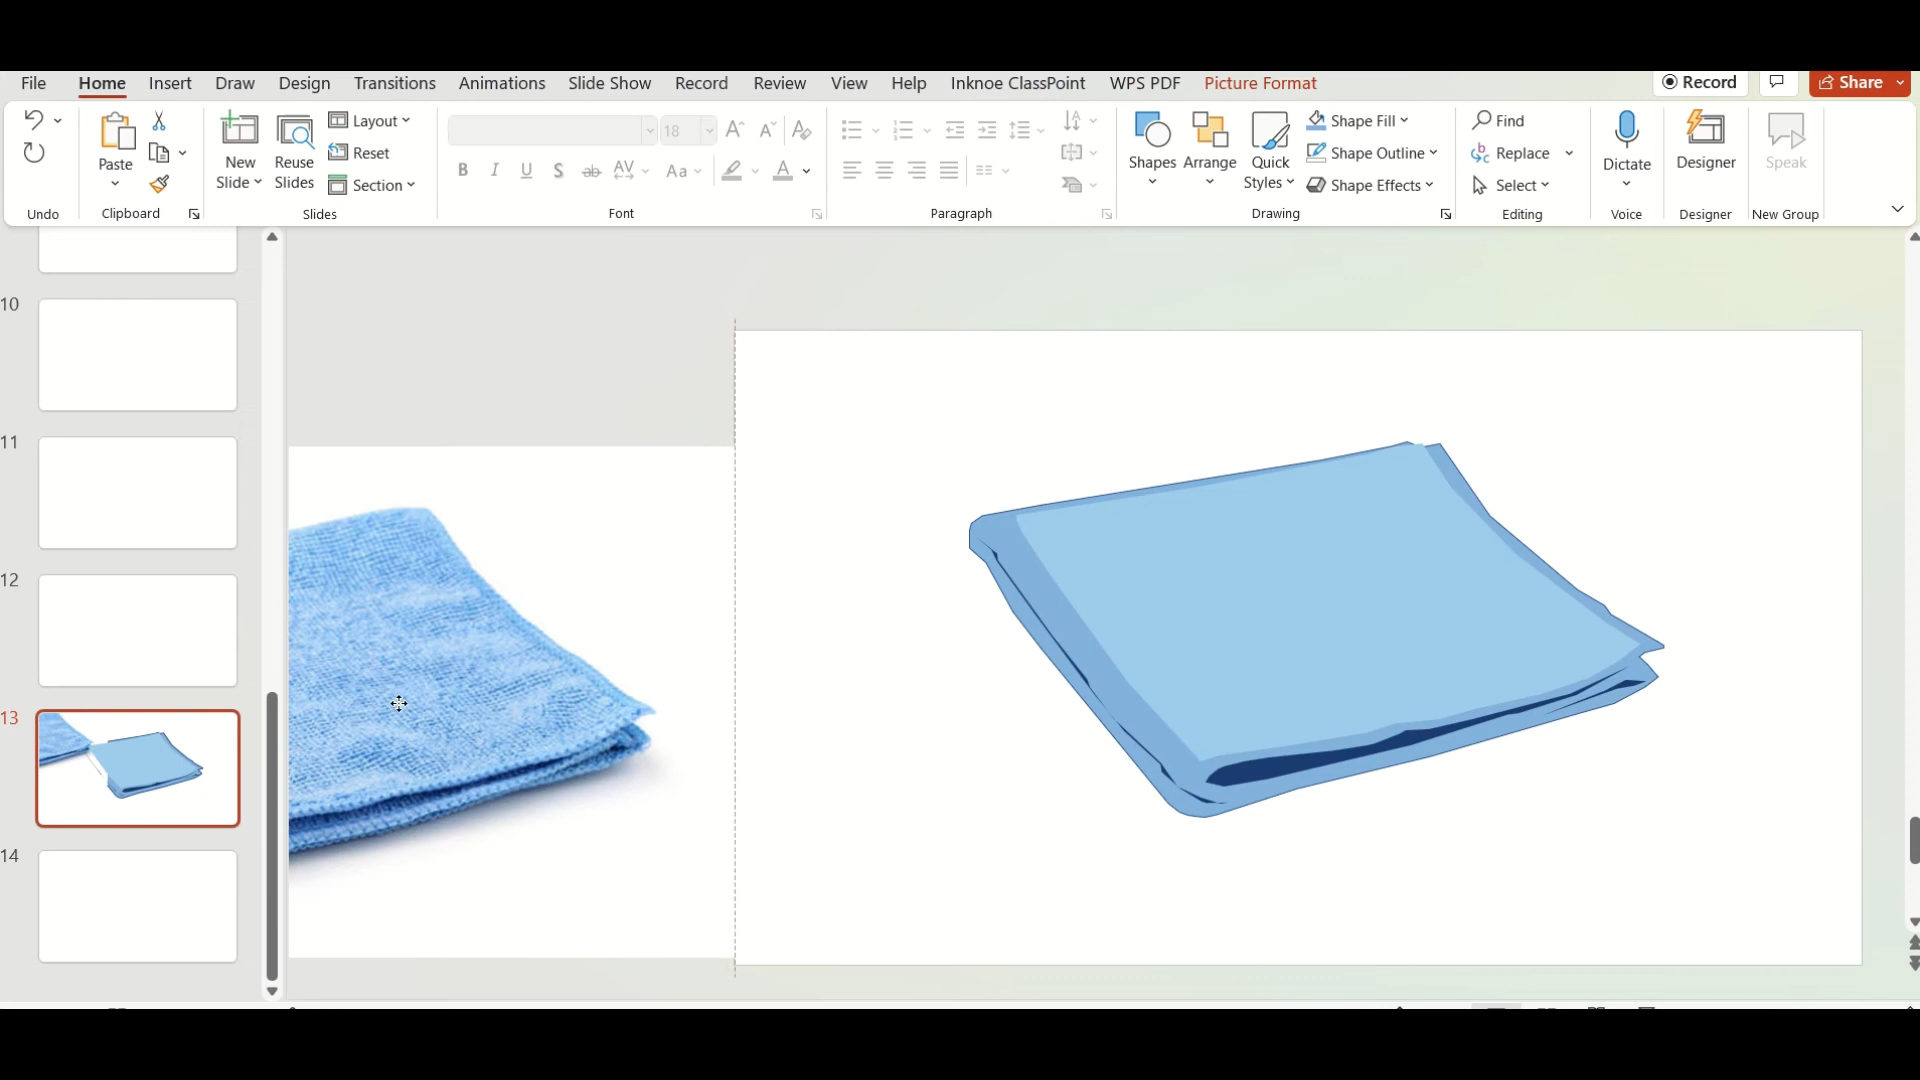 File Home Insert Draw Design Transitions Animations Slide Show Record Review View Help Inknoe ClassPoint WPS PDF Picture Format Record Share
Paste
New Slide
Reuse Slides
Layout
Reset
Section
18
B I U S ab AV Aa A
Shapes
Arrange
Quick Styles
Shape Fill
Shape Outline
Shape Effects
Find
Replace
Select
Dictate
Designer
Speak
Undo Clipboard Slides Font Paragraph Drawing Editing Voice Designer New Group
10
11
12
13
14